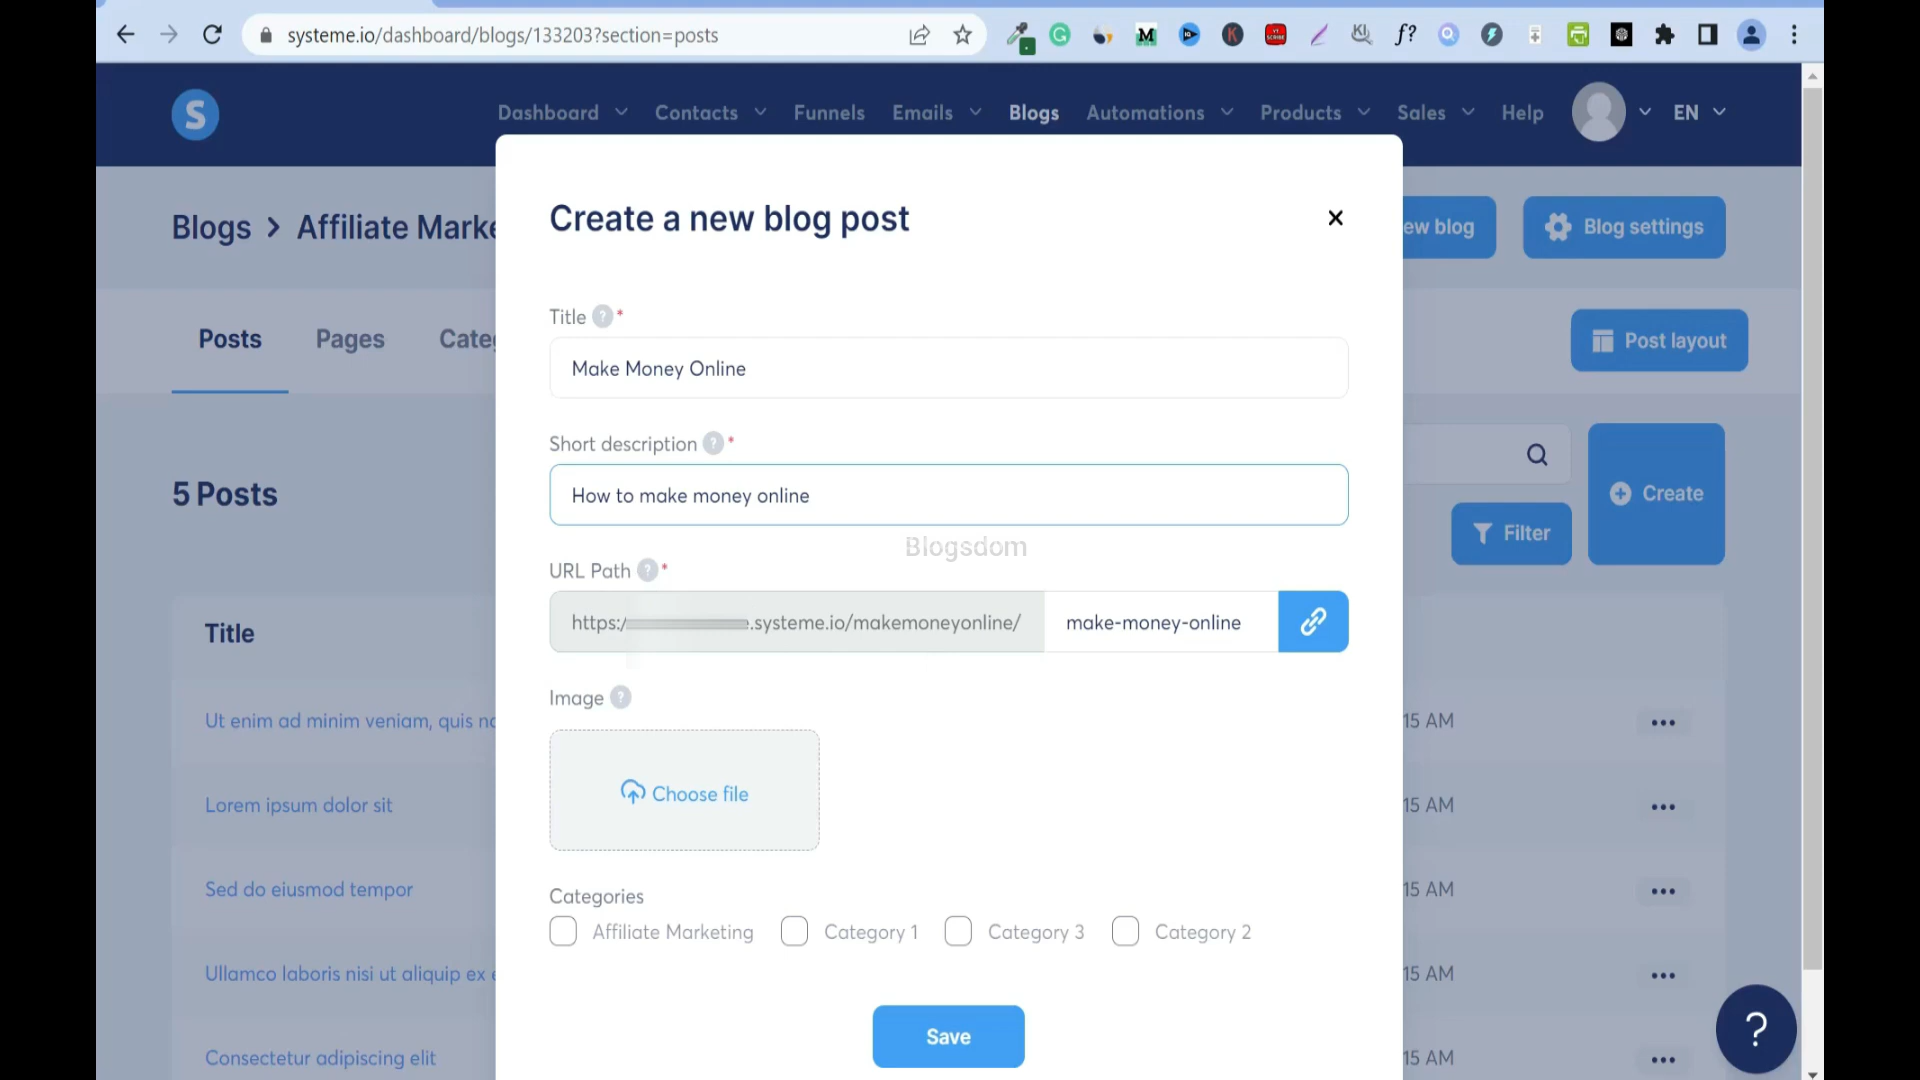 systeme.io/dashboard/blogs/133203?section=posts
S
Dashboard Contacts Funnels Emails Blogs Automations Products Sales Help EN
Blogs > Affiliate Marke
ew blog
Blog settings
Create a new blog post
Posts Pages Categ
Post layout
Title ? *
Make Money Online
Short description ? *
How to make money online
5 Posts
Create
Filter
Blogsdom
URL Path ? *
https:/ .systeme.io/makemoneyonline/ make-money-online
Title
Image ?
Choose file
Ut enim ad minim veniam, quis no
15 AM
Lorem ipsum dolor sit
15 AM
Sed do eiusmod tempor
15 AM
Categories
Affiliate Marketing Category 1 Category 3 Category 2
Ullamco laboris nisi ut aliquip ex e
15 AM
Save
Consectetur adipiscing elit
15 AM
?